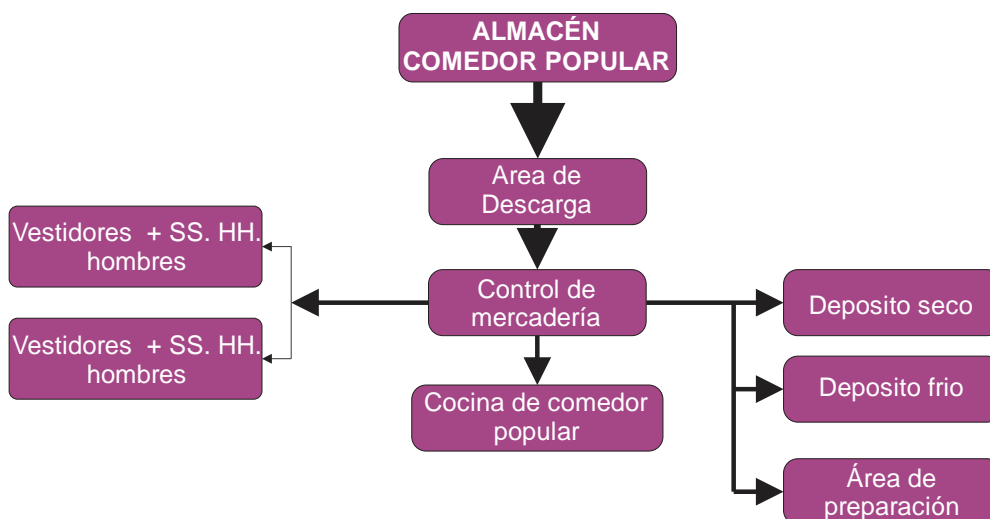 ALMACÉN
COMEDOR POPULAR
Area de
Descarga
Vestidores + SS. HH.
hombres
Control de
mercadería
Deposito seco
Vestidores + SS. HH.
hombres
Deposito frio
Cocina de comedor
popular
Área de
preparación